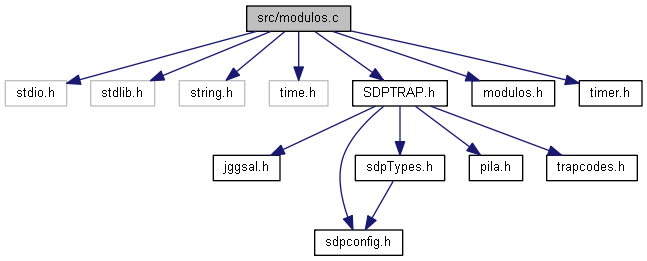 src/modulos.c
stdio.h stdlib.h string.h time.h SDPTRAP.h modulos.h timer.h
jggsal.h sdpTypes.h pila.h trapcodes.h
sdpconfig.h